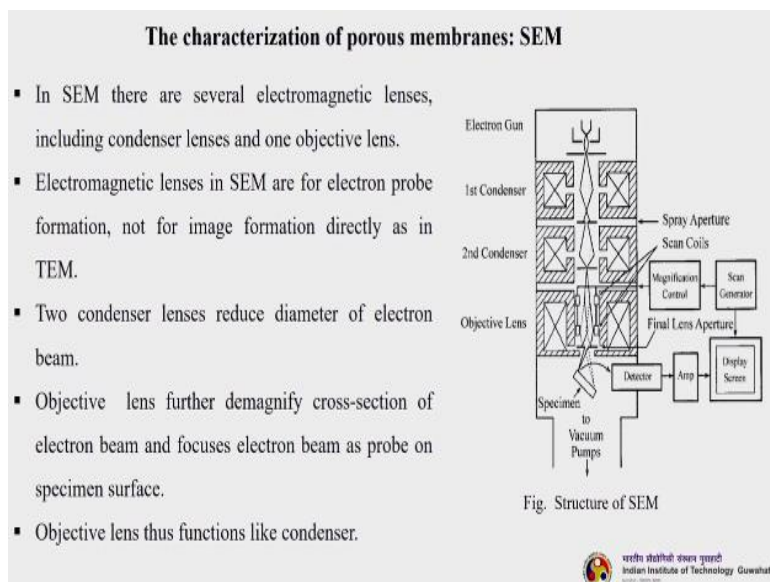 The characterization of porous membranes: SEM
▪ In SEM there are several electromagnetic lenses,
including condenser lenses and one objective lens.
▪ Electromagnetic lenses in SEM are for electron probe
formation, not for image formation directly as in
TEM.
▪ Two condenser lenses reduce diameter of electron
beam.
▪ Objective lens further demagnify cross-section of
electron beam and focuses electron beam as probe on
specimen surface.
▪ Objective lens thus functions like condenser.
Electron Gun
1st Condenser
Spray Aperture
Scan Coils
2nd Condenser
Magnification
Control
Scan
Generator
Objective Lens
Final Lens Aperture
Display
Screen
Detector
Amp
Specimen
to
Vacuum
Pumps
Fig. Structure of SEM
भारतीय प्रौद्योगिकी संस्थान गुवाहाटी
Indian Institute of Technology Guwahat